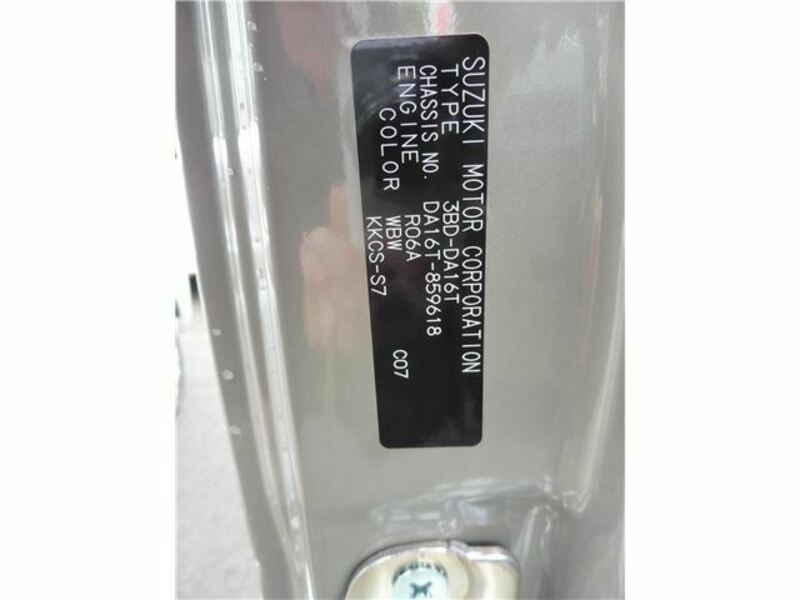 SUZUKI MOTOR CORPORATION
TYPE 3BD-DA16T
CHASSIS NO. DA16T-859618
ENGINE R06A
COLOR WBW C07
KKCS-S7